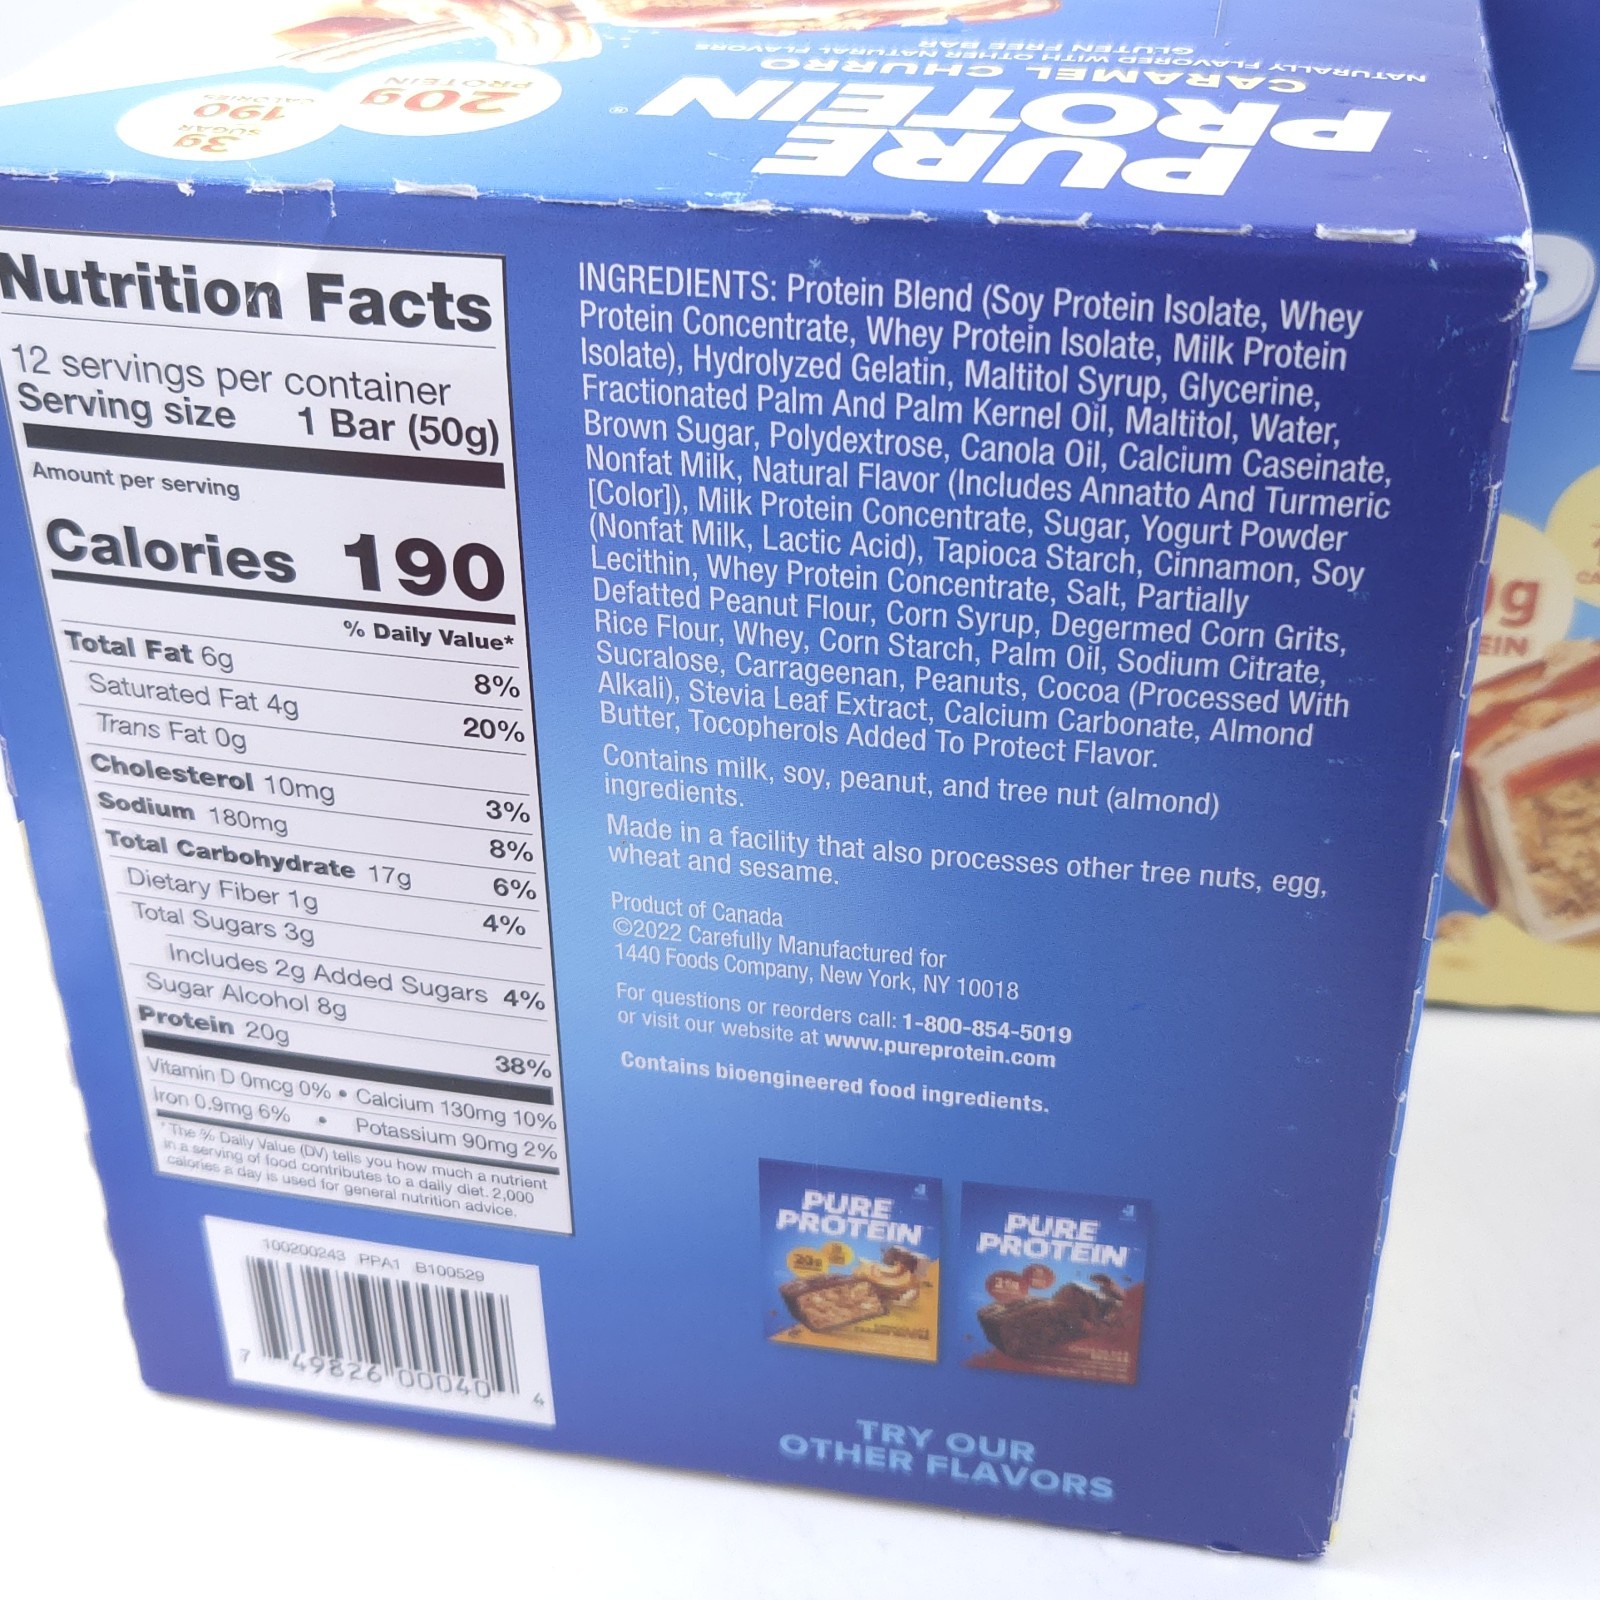 PURE
PROTEIN®
CARAMEL CHURRO
NATURALLY FLAVORED WITH OTHER NATURAL FLAVORS
GLUTEN FREE BAR
20g
PROTEIN
190
CALORIES
3g
SUGAR
Nutrition Facts
12 servings per container
Serving size 1 Bar (50g)
Amount per serving
Calories 190
% Daily Value*
Total Fat 6g 8%
Saturated Fat 4g 20%
Trans Fat 0g
Cholesterol 10mg 3%
Sodium 180mg 8%
Total Carbohydrate 17g 6%
Dietary Fiber 1g 4%
Total Sugars 3g
Includes 2g Added Sugars 4%
Sugar Alcohol 8g
Protein 20g 38%
Vitamin D 0mcg 0% • Calcium 130mg 10%
Iron 0.9mg 6% • Potassium 90mg 2%
*The % Daily Value (DV) tells you how much a nutrient
in a serving of food contributes to a daily diet. 2,000
calories a day is used for general nutrition advice.
100200243 PPA1 B100529
7 49826 00040 4
INGREDIENTS: Protein Blend (Soy Protein Isolate, Whey
Protein Concentrate, Whey Protein Isolate, Milk Protein
Isolate), Hydrolyzed Gelatin, Maltitol Syrup, Glycerine,
Fractionated Palm And Palm Kernel Oil, Maltitol, Water,
Brown Sugar, Polydextrose, Canola Oil, Calcium Caseinate,
Nonfat Milk, Natural Flavor (Includes Annatto And Turmeric
[Color]), Milk Protein Concentrate, Sugar, Yogurt Powder
(Nonfat Milk, Lactic Acid), Tapioca Starch, Cinnamon, Soy
Lecithin, Whey Protein Concentrate, Salt, Partially
Defatted Peanut Flour, Corn Syrup, Degermed Corn Grits,
Rice Flour, Whey, Corn Starch, Palm Oil, Sodium Citrate,
Sucralose, Carrageenan, Peanuts, Cocoa (Processed With
Alkali), Stevia Leaf Extract, Calcium Carbonate, Almond
Butter, Tocopherols Added To Protect Flavor.
Contains milk, soy, peanut, and tree nut (almond)
ingredients.
Made in a facility that also processes other tree nuts, egg,
wheat and sesame.
Product of Canada
©2022 Carefully Manufactured for
1440 Foods Company, New York, NY 10018
For questions or reorders call: 1-800-854-5019
or visit our website at www.pureprotein.com
Contains bioengineered food ingredients.
PURE
PROTEIN
PURE
PROTEIN
TRY OUR
OTHER FLAVORS